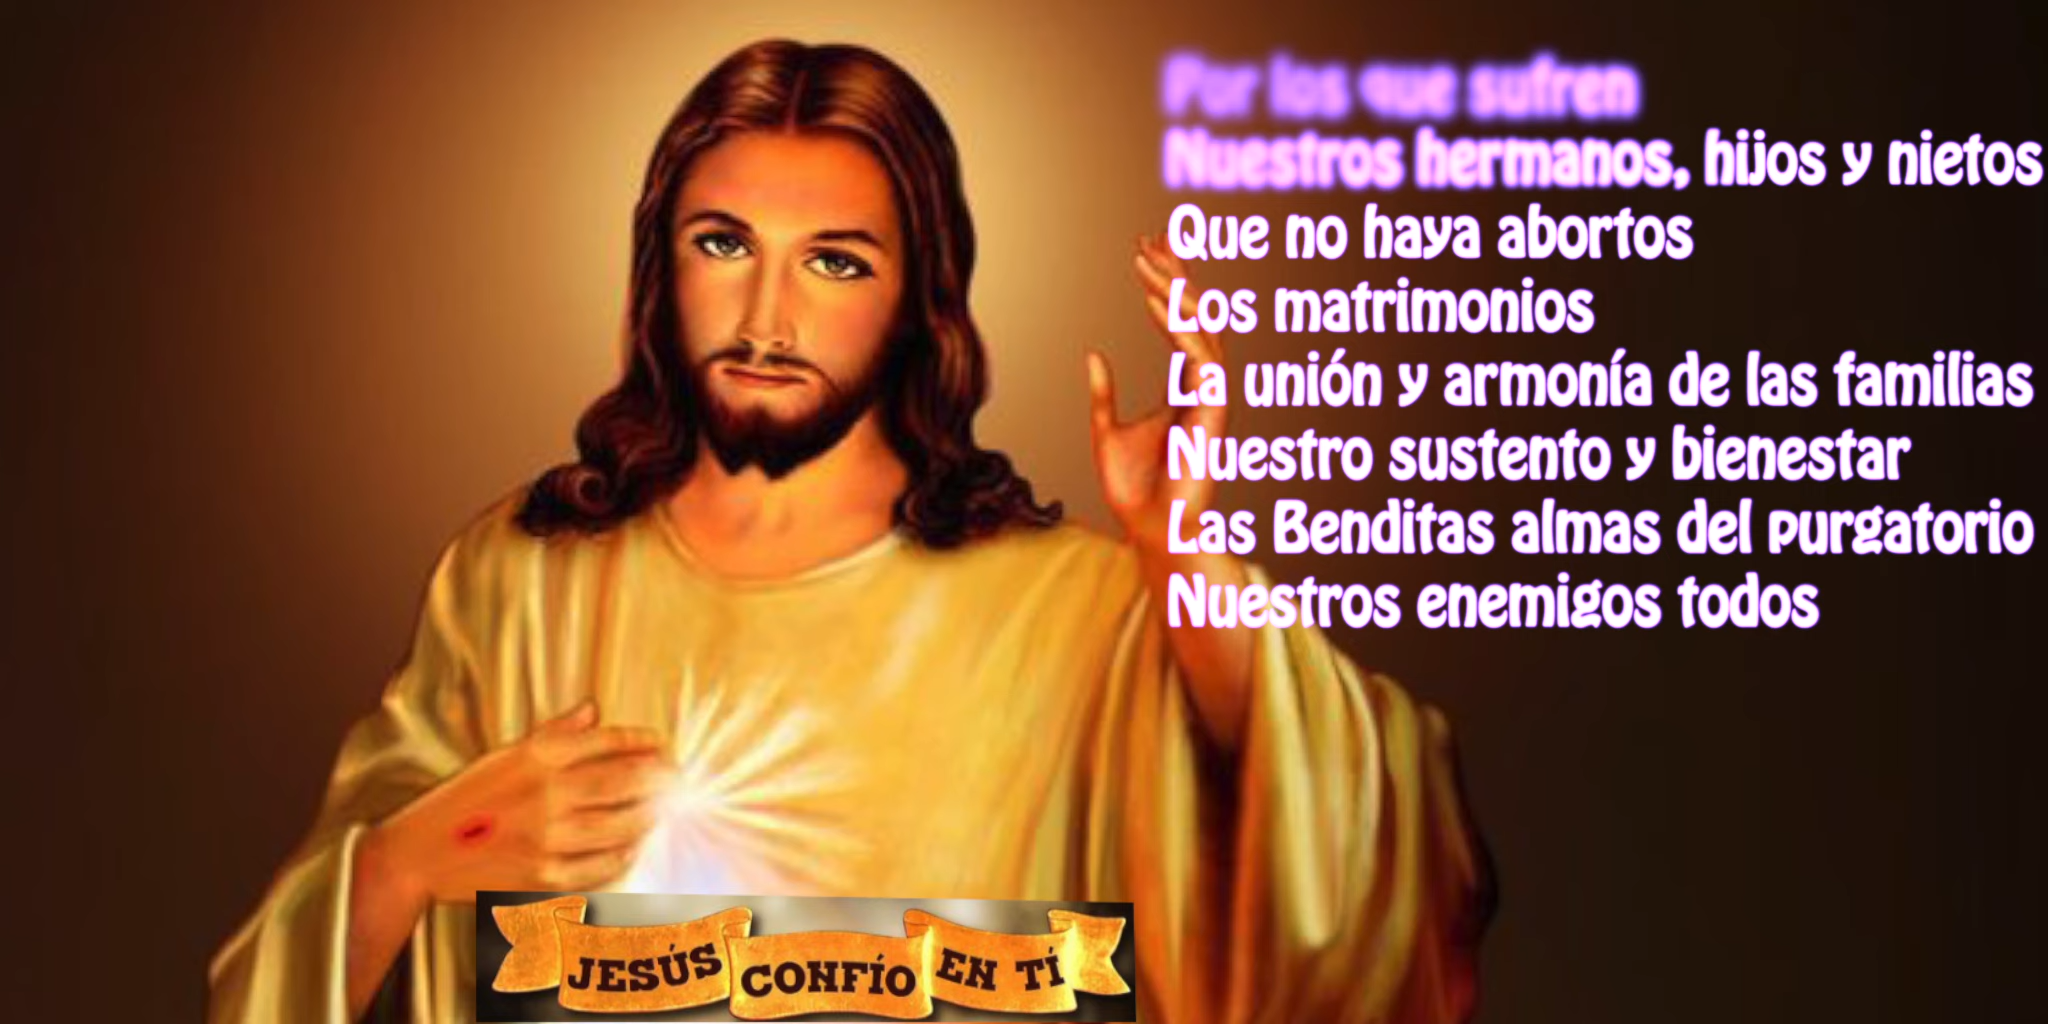 Por los que sufren
Nuestros hermanos, hijos y nietos
Que no haya abortos
Los matrimonios
La unión y armonía de las familias
Nuestro sustento y bienestar
Las Benditas almas del purgatorio
Nuestros enemigos todos
JESÚS CONFÍO EN TÍ